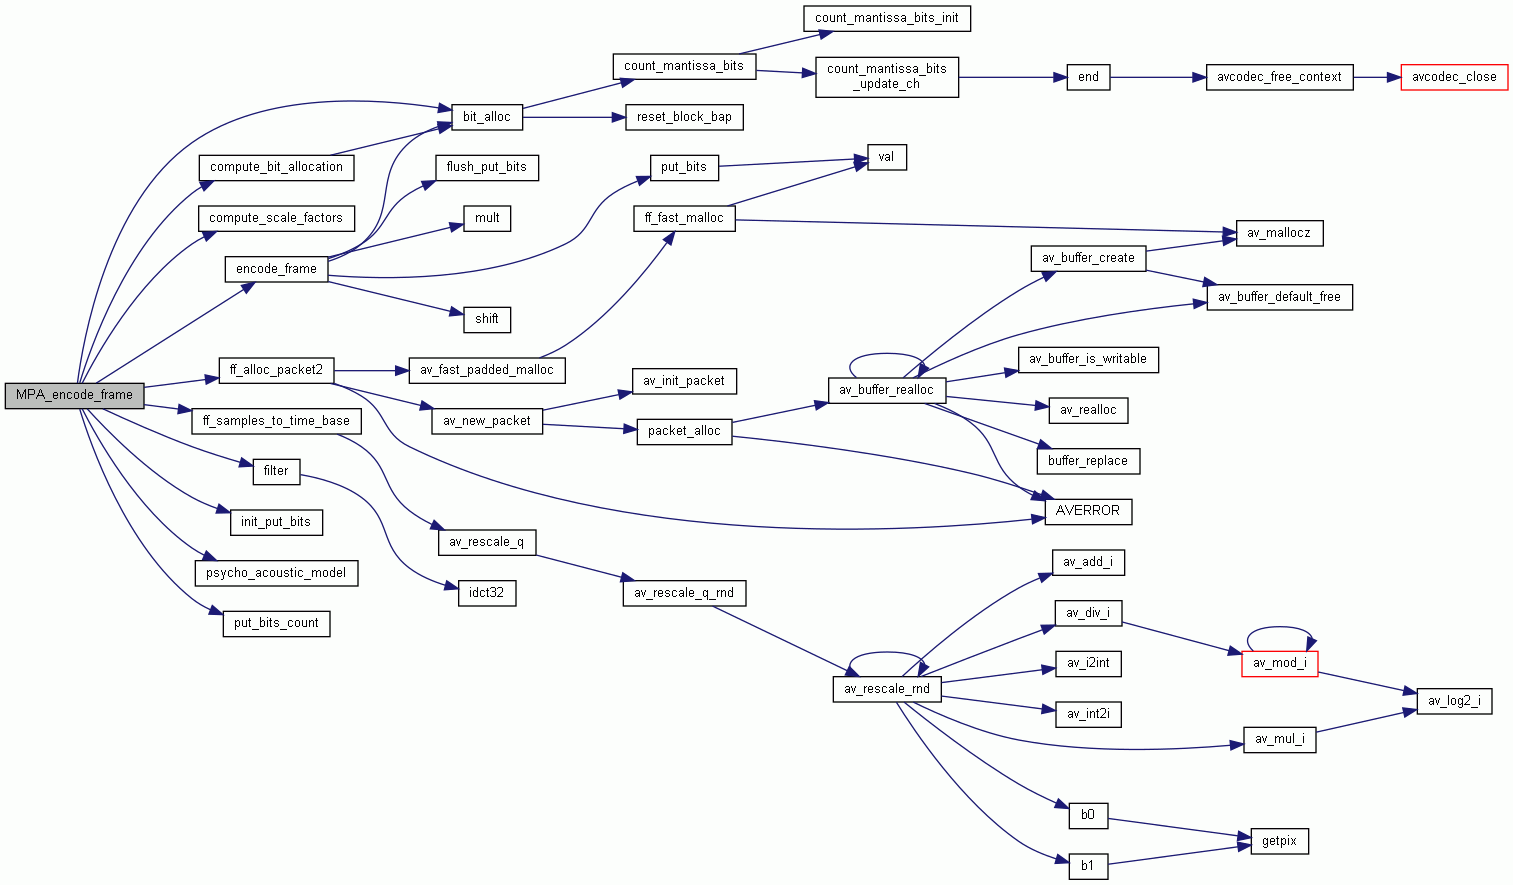 count_mantissa_bits_init
count_mantissa_bits
count_mantissa_bits
_update_ch
end
avcodec_free_context
avcodec_close
bit_alloc
reset_block_bap
compute_bit_allocation
flush_put_bits
put_bits
val
compute_scale_factors
mult
ff_fast_malloc
av_mallocz
encode_frame
av_buffer_create
av_buffer_default_free
shift
ff_alloc_packet2
av_fast_padded_malloc
av_buffer_is_writable
MPA_encode_frame
av_init_packet
av_buffer_realloc
av_realloc
ff_samples_to_time_base
av_new_packet
packet_alloc
buffer_replace
filter
AVERROR
init_put_bits
av_rescale_q
av_add_i
psycho_acoustic_model
idct32
av_rescale_q_rnd
av_div_i
put_bits_count
av_i2int
av_mod_i
av_rescale_rnd
av_log2_i
av_int2i
av_mul_i
b0
getpix
b1